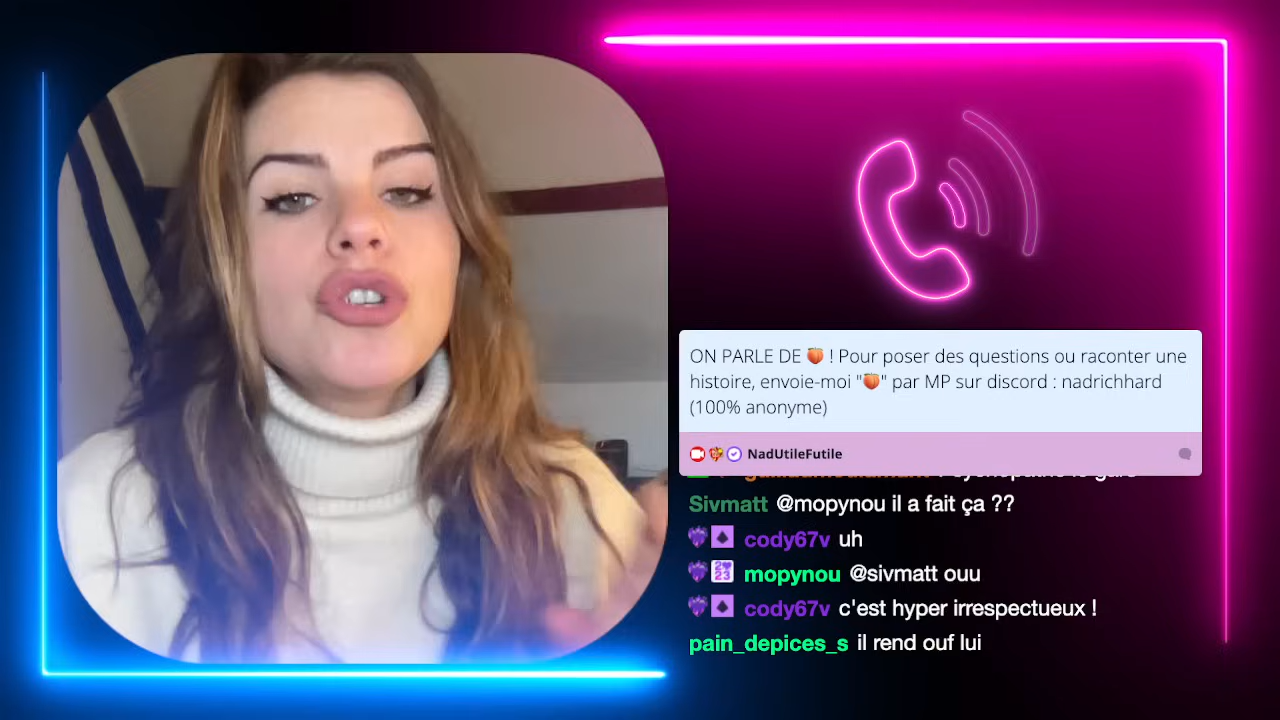 ON PARLE DE 🍑 ! Pour poser des questions ou raconter une
histoire, envoie-moi "🍑" par MP sur discord : nadrichhard
(100% anonyme)
NadUtileFutile
Sivmatt @mopynou il a fait ça ??
cody67v uh
mopynou @sivmatt ouu
cody67v c'est hyper irrespectueux !
pain_depices_s il rend ouf lui